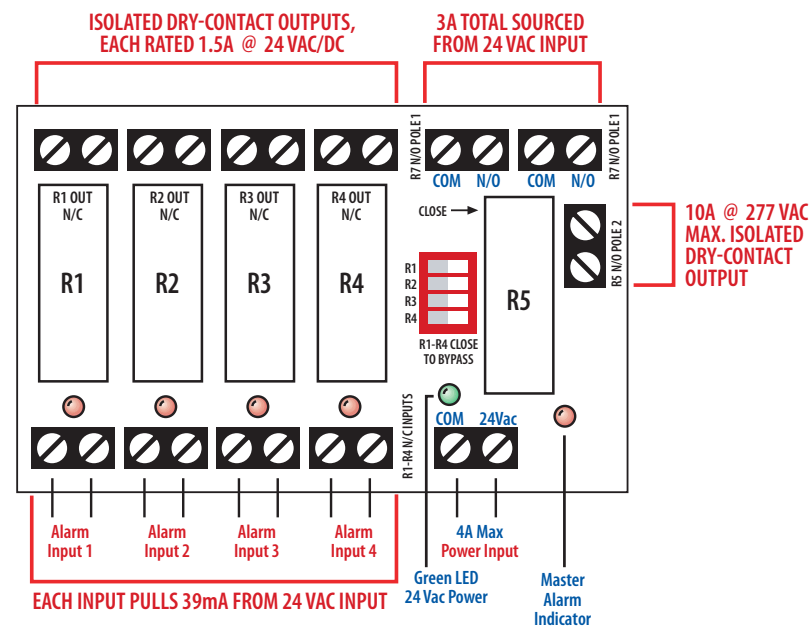 ISOLATED DRY-CONTACT OUTPUTS,
EACH RATED 1.5A @ 24 VAC/DC
3A TOTAL SOURCED
FROM 24 VAC INPUT
R7 N/O POLE1
COM N/O
COM N/O
R7 N/O POLE1
R1 OUT
N/C
R1
R2 OUT
N/C
R2
R3 OUT
N/C
R3
R4 OUT
N/C
R4
CLOSE
R1
R2
R3
R4
R1-R4 CLOSE
TO BYPASS
R5
R5 N/O POLE 2
10A @ 277 VAC
MAX. ISOLATED
DRY-CONTACT
OUTPUT
R1-R4 N/C INPUTS
COM 24Vac
Alarm
Input 1
Alarm
Input 2
Alarm
Input 3
Alarm
Input 4
4A Max
Power Input
EACH INPUT PULLS 39mA FROM 24 VAC INPUT
Green LED
24 Vac Power
Master
Alarm
Indicator